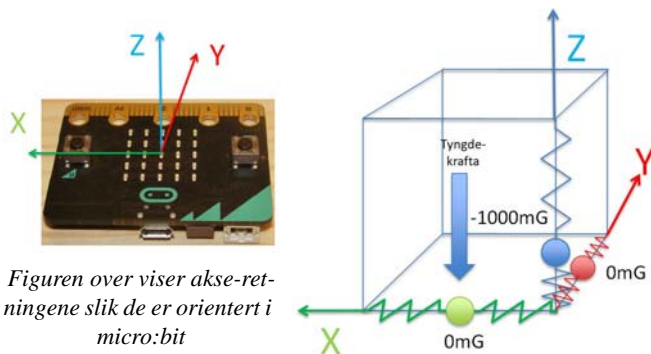 Z
Y
X
Figuren over viser akse-ret-
ningene slik de er orientert i
micro:bit
Z
Y
Tyngde-
krafta
-1000mG
0mG
X
0mG